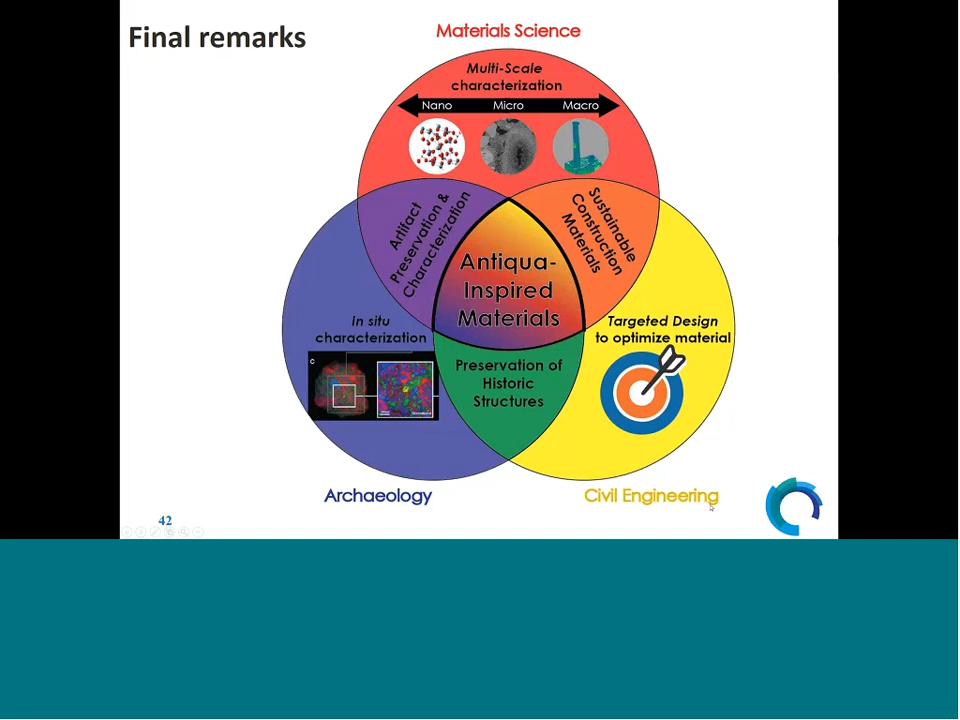 Final remarks
Materials Science
Multi-Scale
characterization
Nano Micro Macro
Artifact
Preservation &
Characterization
Sustainable
Construction
Materials
Antiqua-
Inspired
Materials
In situ
characterization
C
Targeted Design
to optimize material
Preservation of
Historic
Structures
Archaeology
Civil Engineering
42